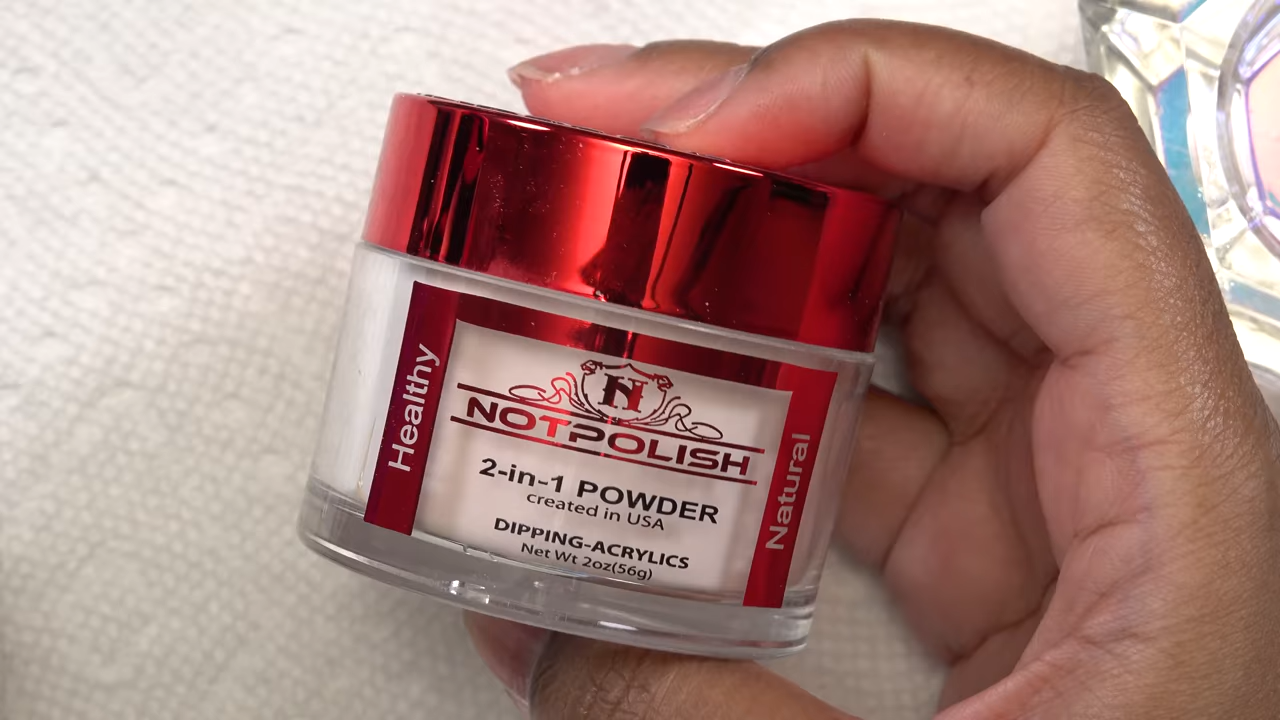 Healthy
N
NOTPOLISH
2-in-1 POWDER
created in USA
DIPPING-ACRYLICS
Net Wt 2oz(56g)
Natural